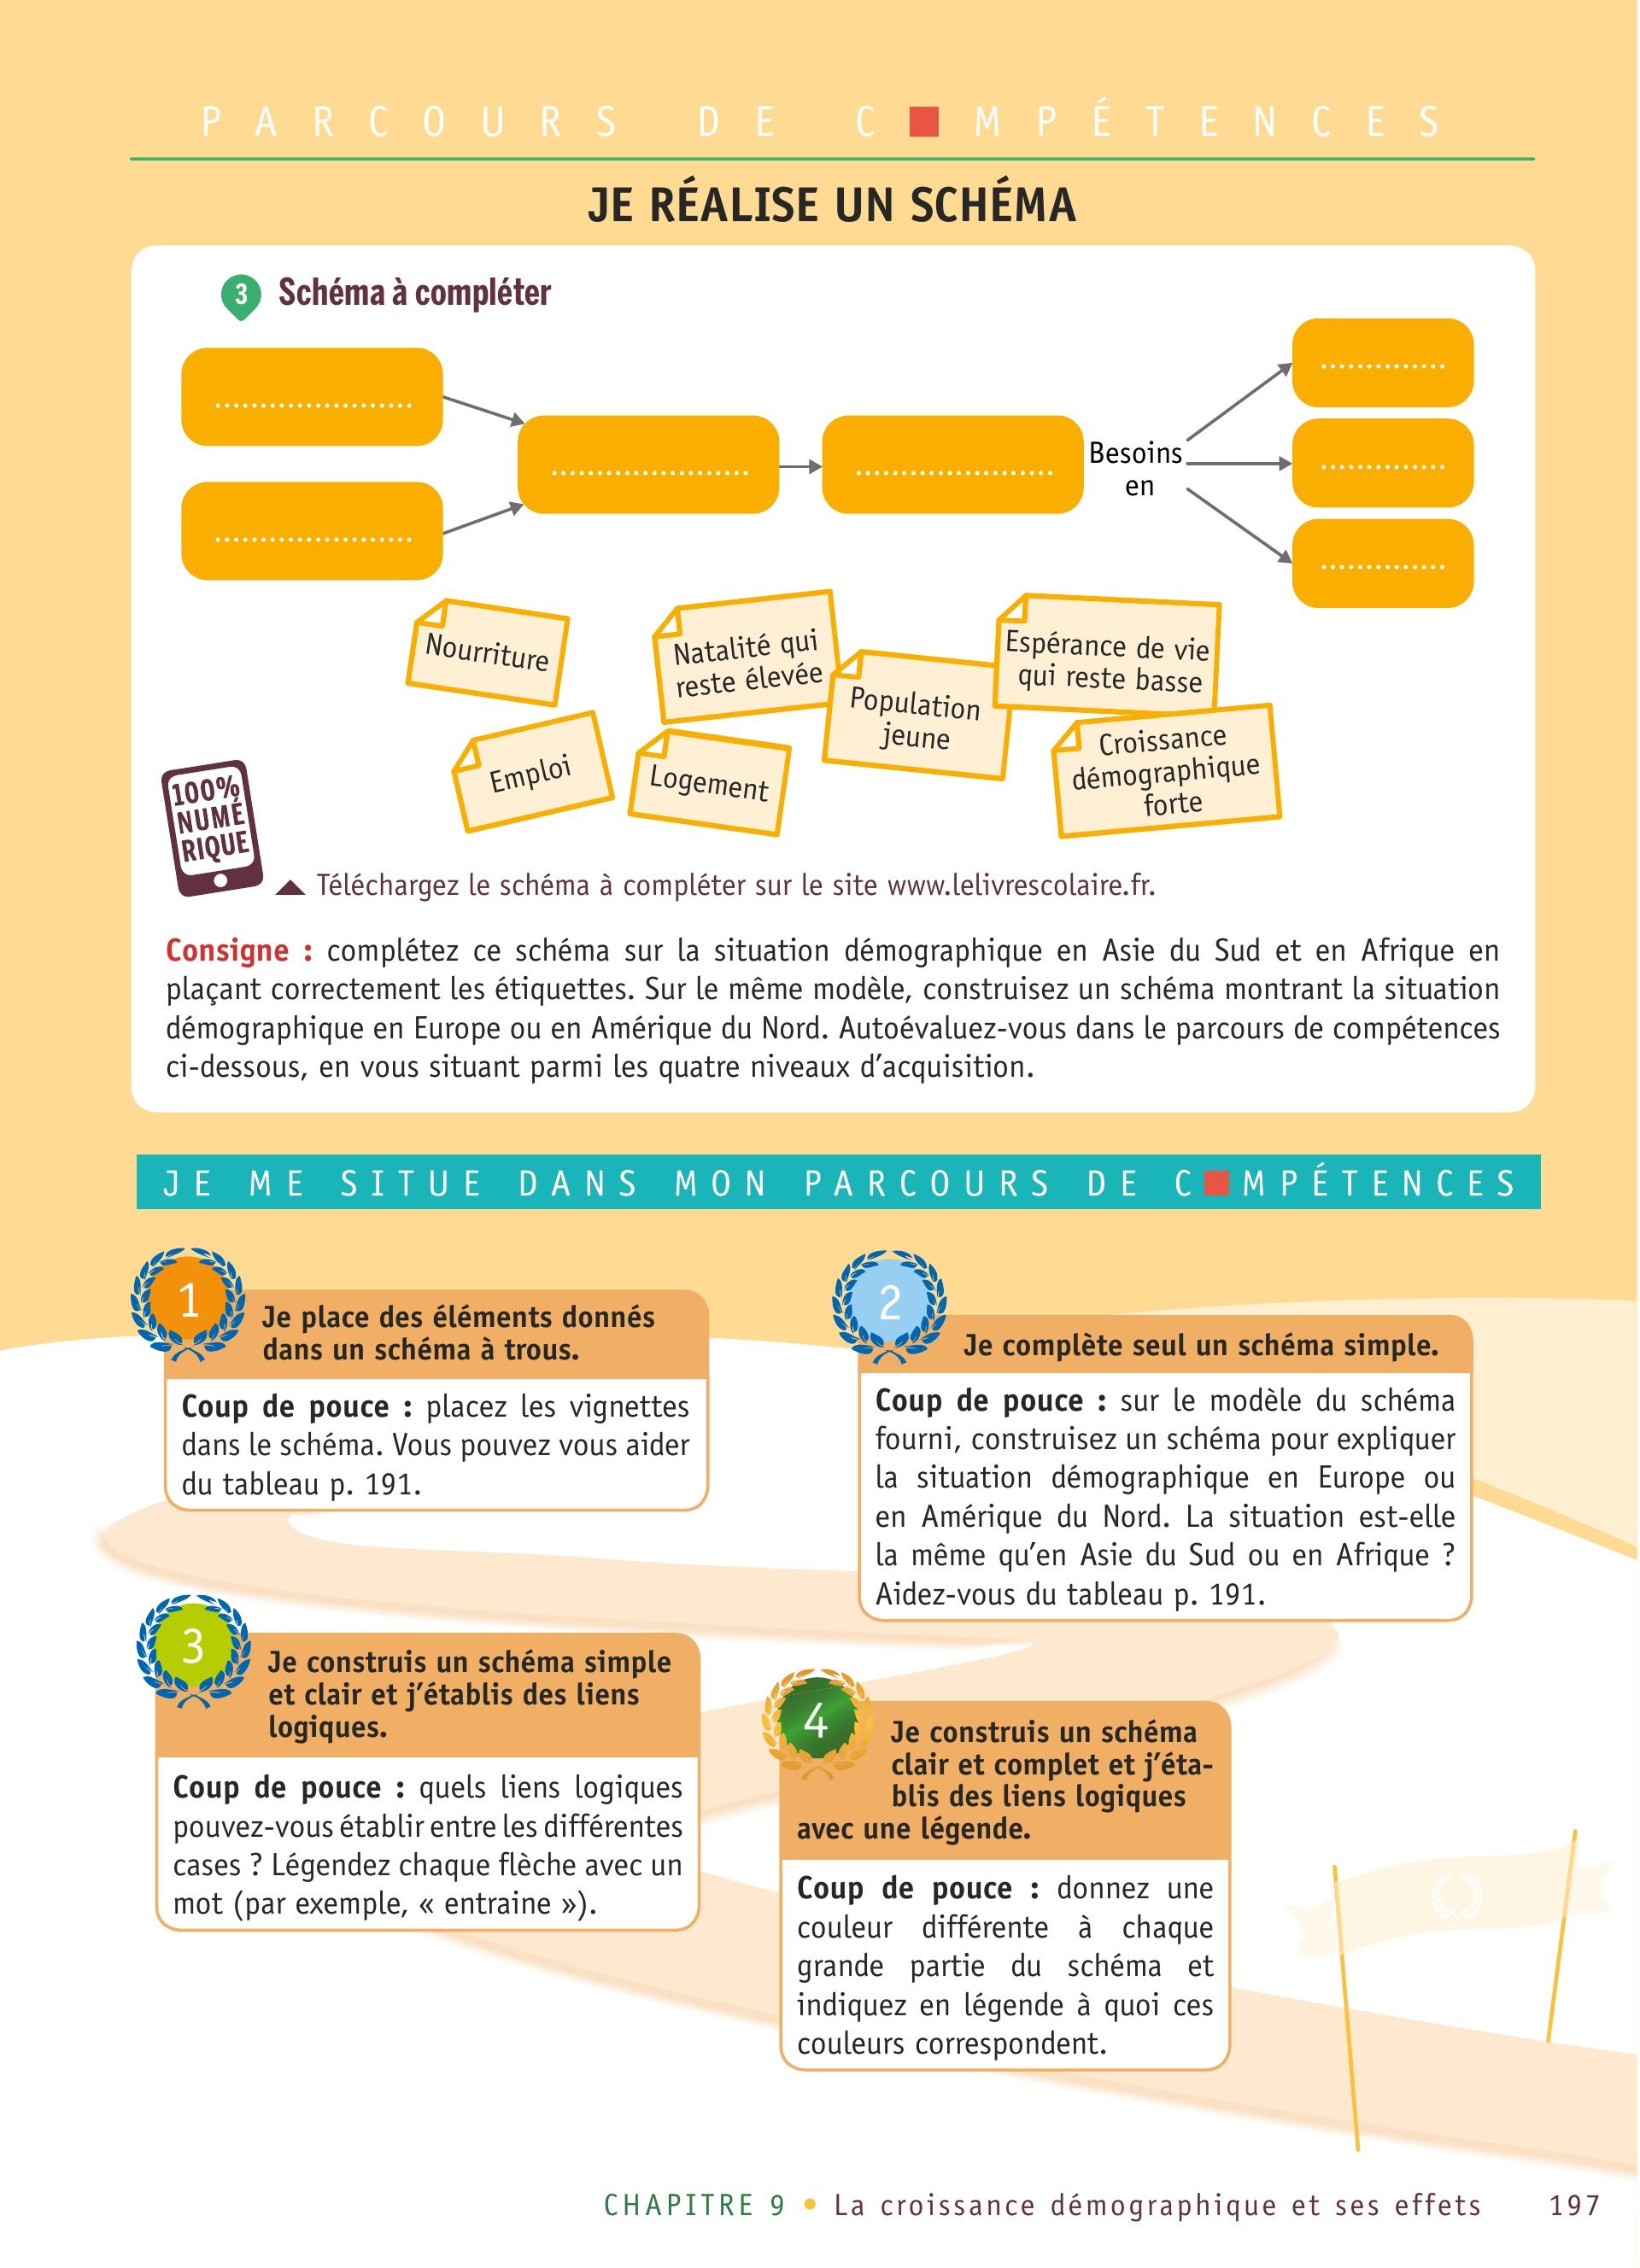 PARCOURS DE C■MPÉTENCES
JE RÉALISE UN SCHÉMA
3 Schéma à compléter
.....................
.....................
.....................
.....................
Besoins
en
..............
..............
..............
Nourriture
Natalité qui
reste élevée
Population
jeune
Espérance de vie
qui reste basse
Emploi
Logement
Croissance
démographique
forte
100%
NUMÉ
RIQUE
Téléchargez le schéma à compléter sur le site www.lelivrescolaire.fr.
Consigne : complétez ce schéma sur la situation démographique en Asie du Sud et en Afrique en
plaçant correctement les étiquettes. Sur le même modèle, construisez un schéma montrant la situation
démographique en Europe ou en Amérique du Nord. Autoévaluez-vous dans le parcours de compétences
ci-dessous, en vous situant parmi les quatre niveaux d'acquisition.
JE ME SITUE DANS MON PARCOURS DE C■MPÉTENCES
1
Je place des éléments donnés
dans un schéma à trous.
Coup de pouce : placez les vignettes
dans le schéma. Vous pouvez vous aider
du tableau p. 191.
2
Je complète seul un schéma simple.
Coup de pouce : sur le modèle du schéma
fourni, construisez un schéma pour expliquer
la situation démographique en Europe ou
en Amérique du Nord. La situation est-elle
la même qu'en Asie du Sud ou en Afrique ?
Aidez-vous du tableau p. 191.
3
Je construis un schéma simple
et clair et j'établis des liens
logiques.
Coup de pouce : quels liens logiques
pouvez-vous établir entre les différentes
cases ? Légendez chaque flèche avec un
mot (par exemple, « entraine »).
4
Je construis un schéma
clair et complet et j'éta-
blis des liens logiques
avec une légende.
Coup de pouce : donnez une
couleur différente à chaque
grande partie du schéma et
indiquez en légende à quoi ces
couleurs correspondent.
CHAPITRE 9 • La croissance démographique et ses effets 197